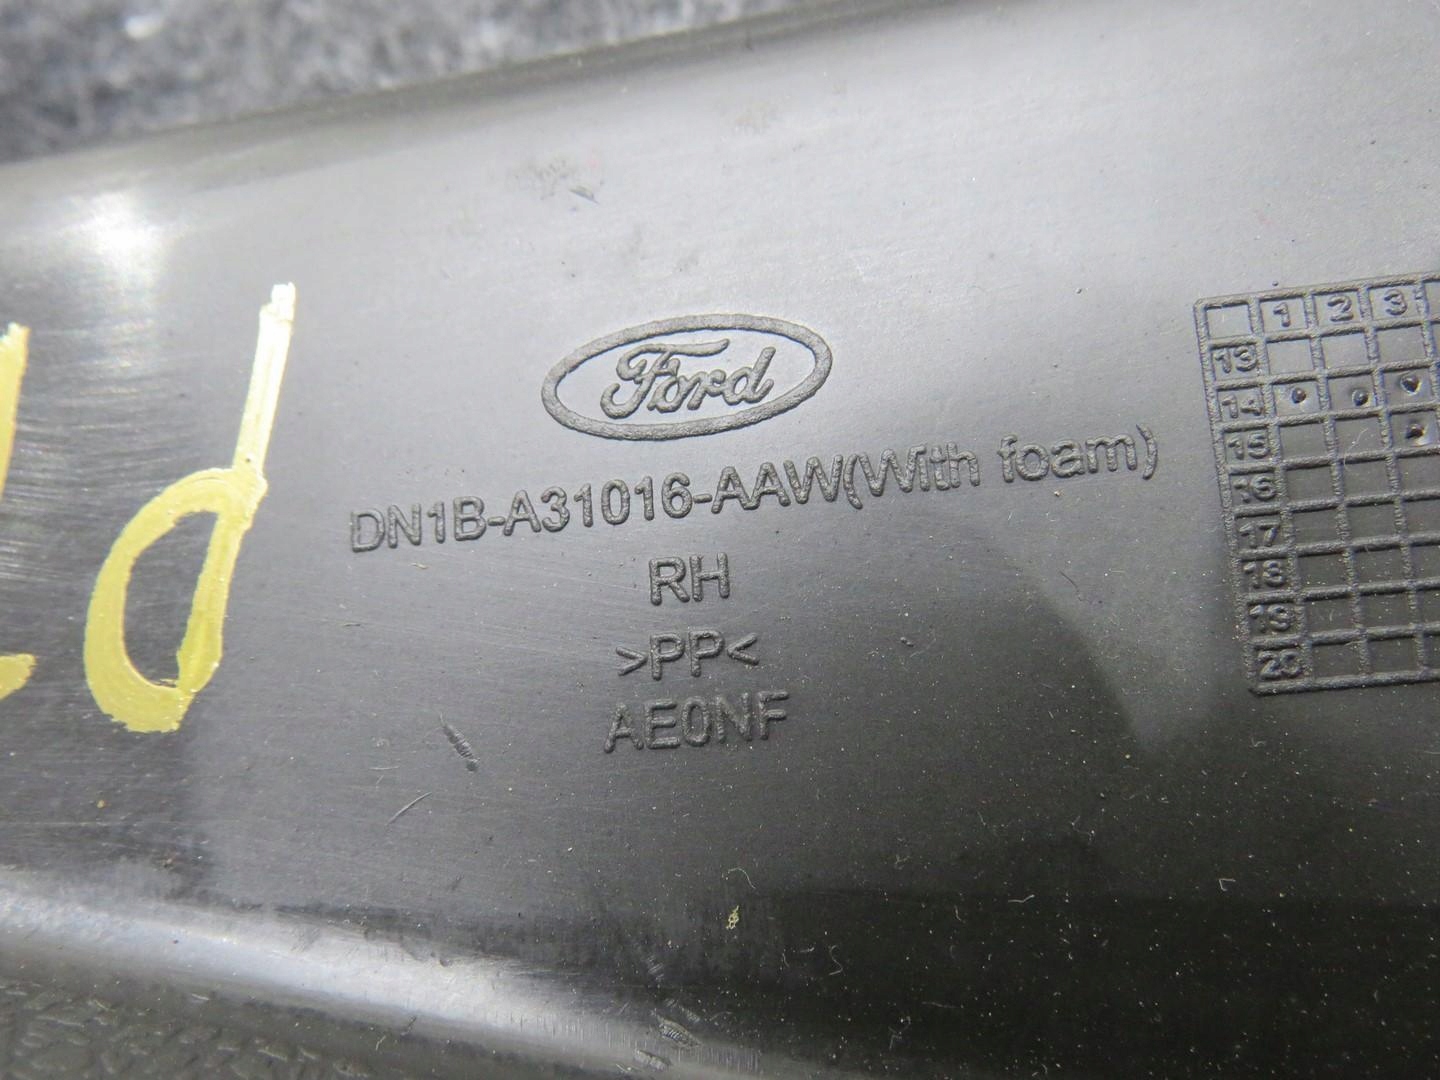 Ford
DN1B-A31016-AAW(With foam)
RH
>PP<
AE0NF
1 2 3
13
14
15
16
17
18
19
20